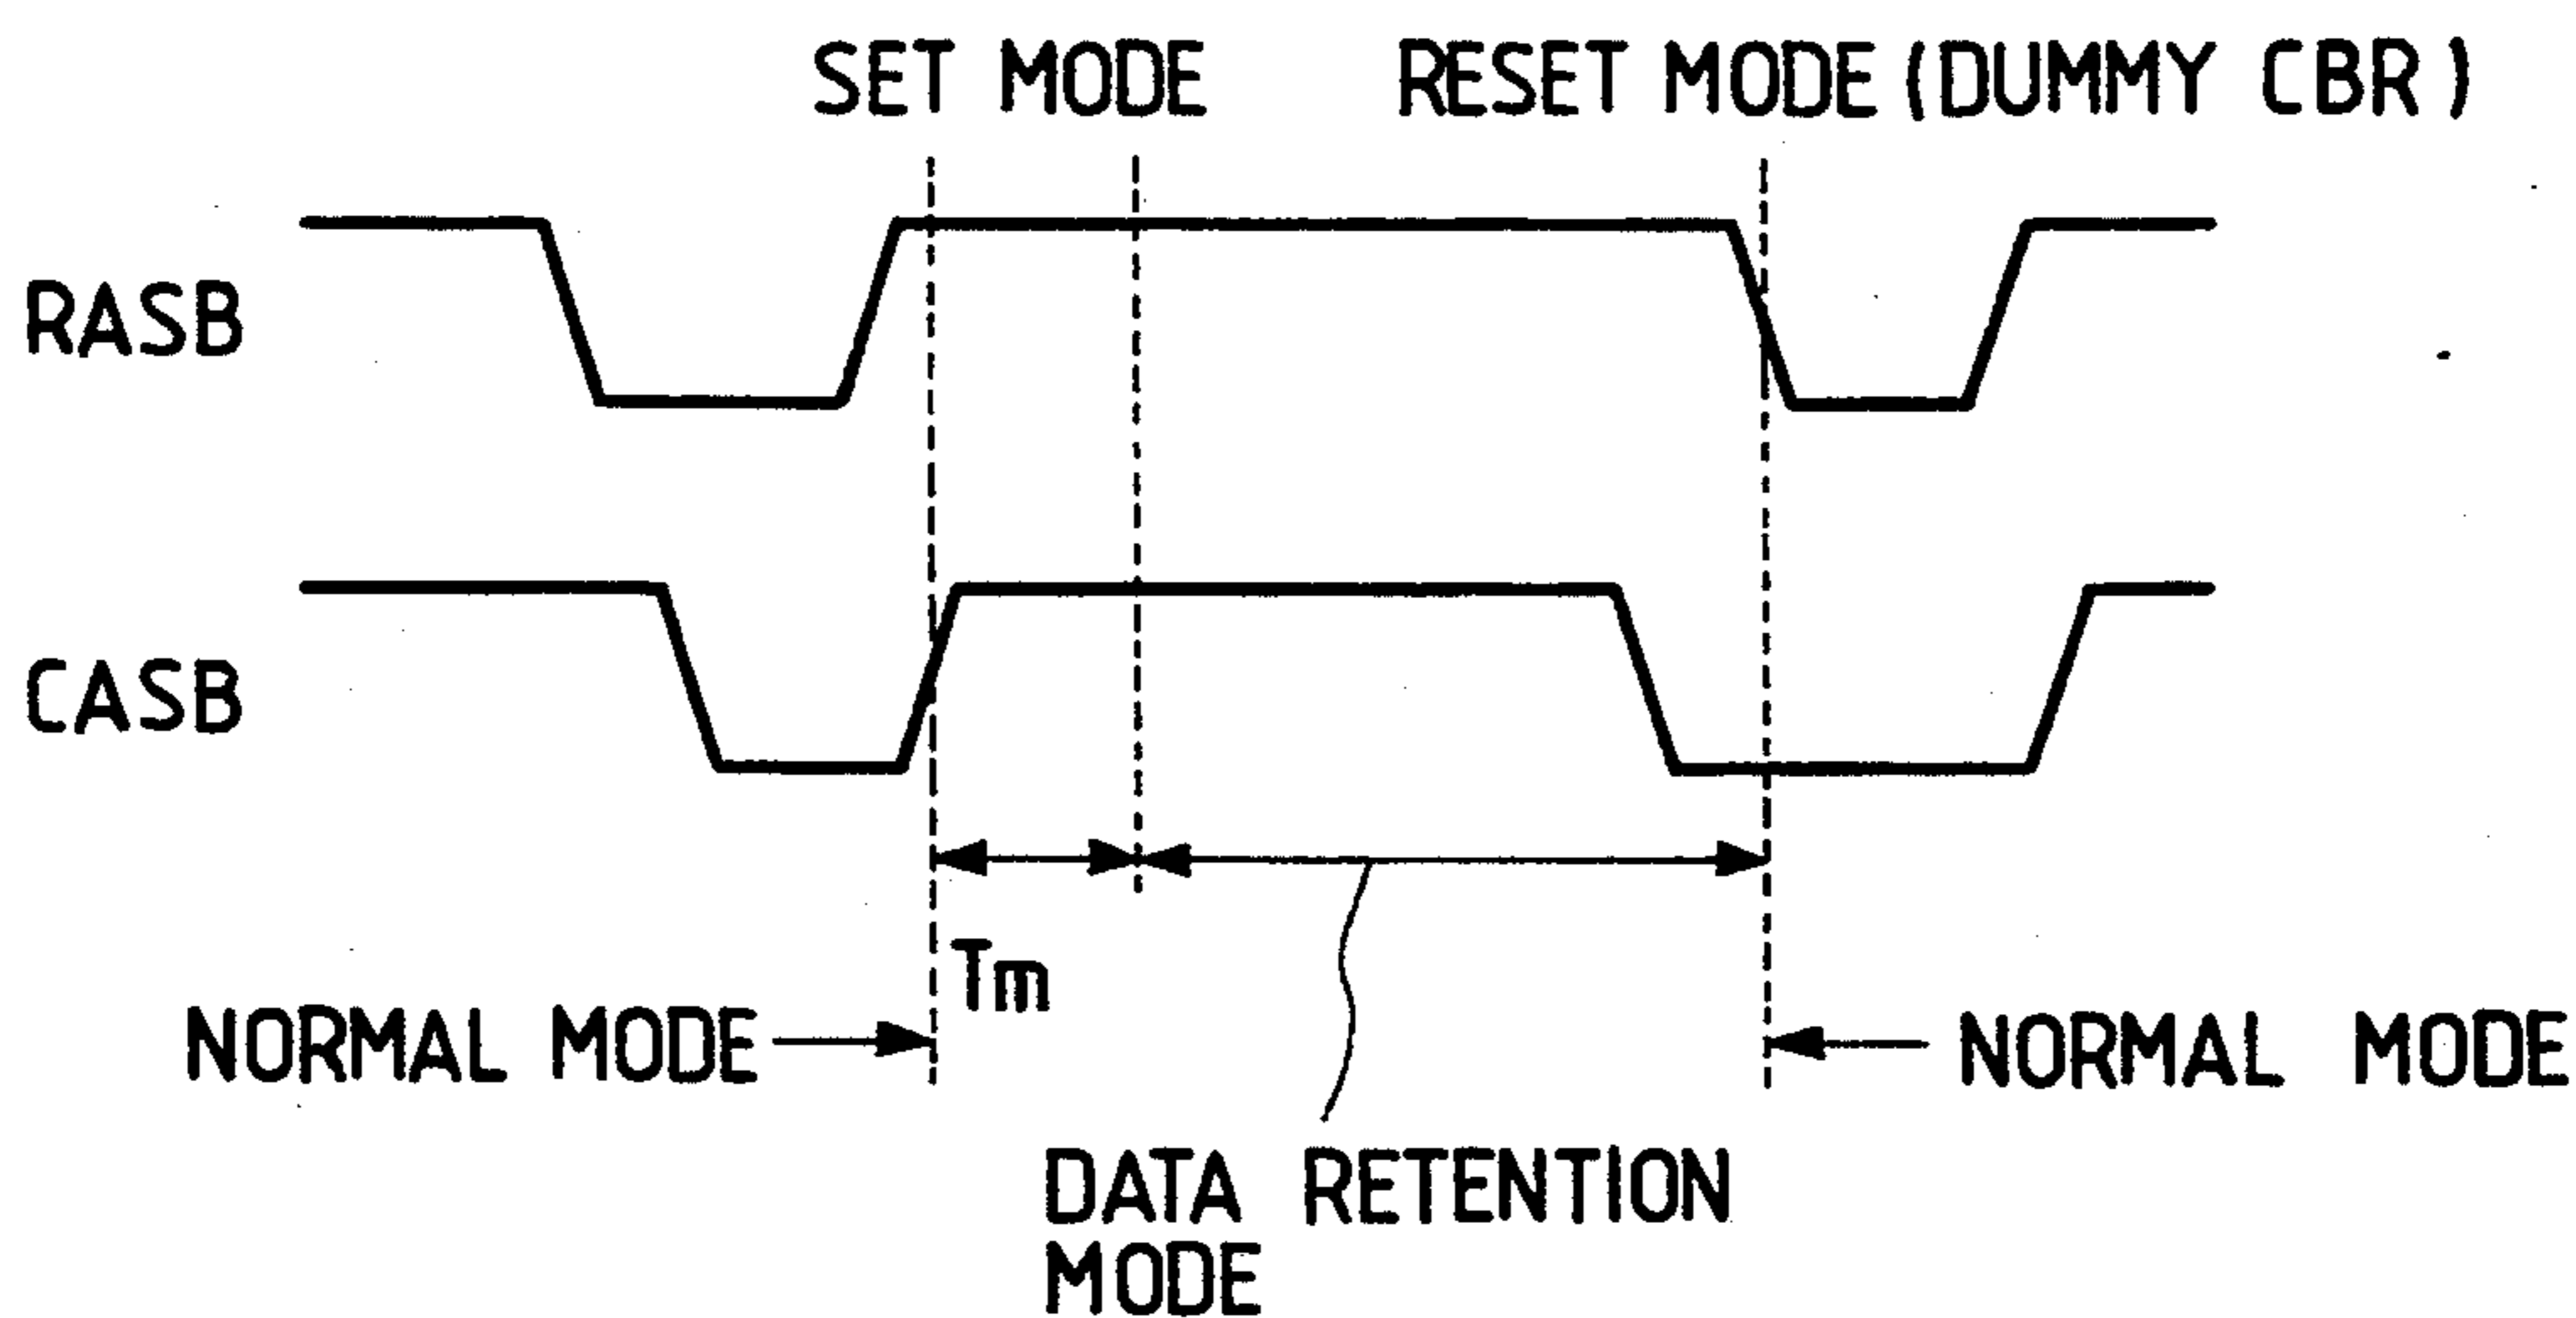 SET MODE
RESET MODE (DUMMY CBR)
RASB
CASB
Tm
NORMAL MODE
NORMAL MODE
DATA RETENTION
MODE